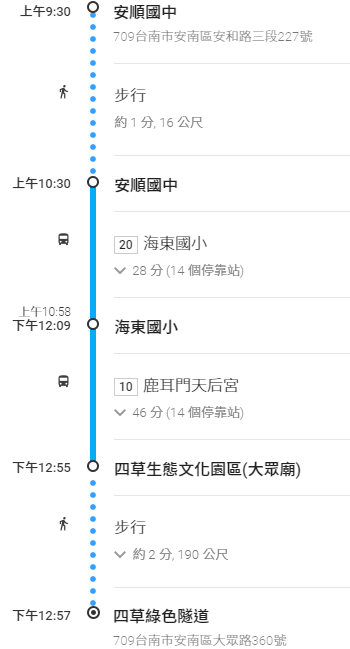 上午9:30
安順國中
709台南市安南區安和路三段227號
步行
約 1 分, 16 公尺
上午10:30
安順國中
20 海東國小
28 分 (14 個停靠站)
上午10:58
下午12:09
海東國小
10 鹿耳門天后宮
46 分 (14 個停靠站)
下午12:55
四草生態文化園區(大眾廟)
步行
約 2 分, 190 公尺
下午12:57
四草綠色隧道
709台南市安南區大眾路360號